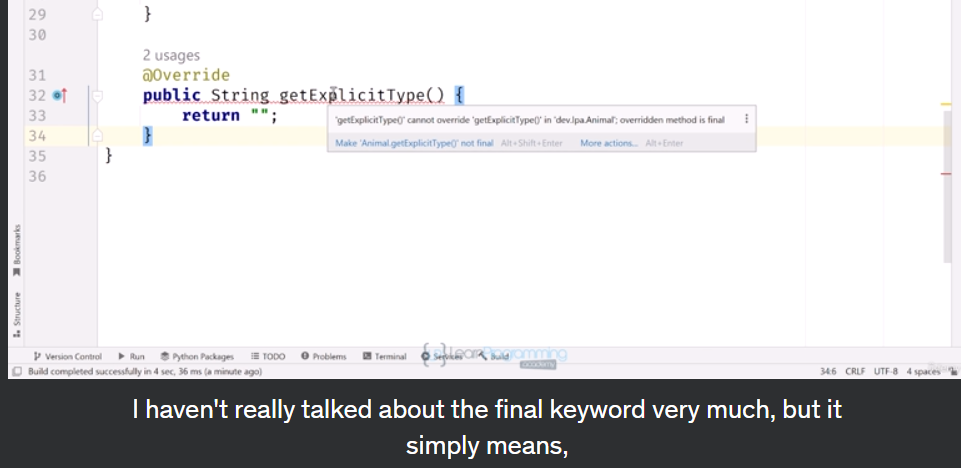 29 }
30
2 usages
31 @Override
32 public String getExplicitType() {
33 return "";
'getExplicitType()' cannot override 'getExplicitType()' in 'dev.lpa.Animal'; overridden method is final
34 }
Make 'Animal.getExplicitType()' not final Alt+Shift+Enter More actions... Alt+Enter
35 }
36
Bookmarks
Structure
Version Control Run Python Packages TODO Problems Terminal Services Build
LearnProgramming
academy
Build completed successfully in 4 sec, 36 ms (a minute ago) 34:6 CRLF UTF-8 4 spaces
I haven't really talked about the final keyword very much, but it
simply means,